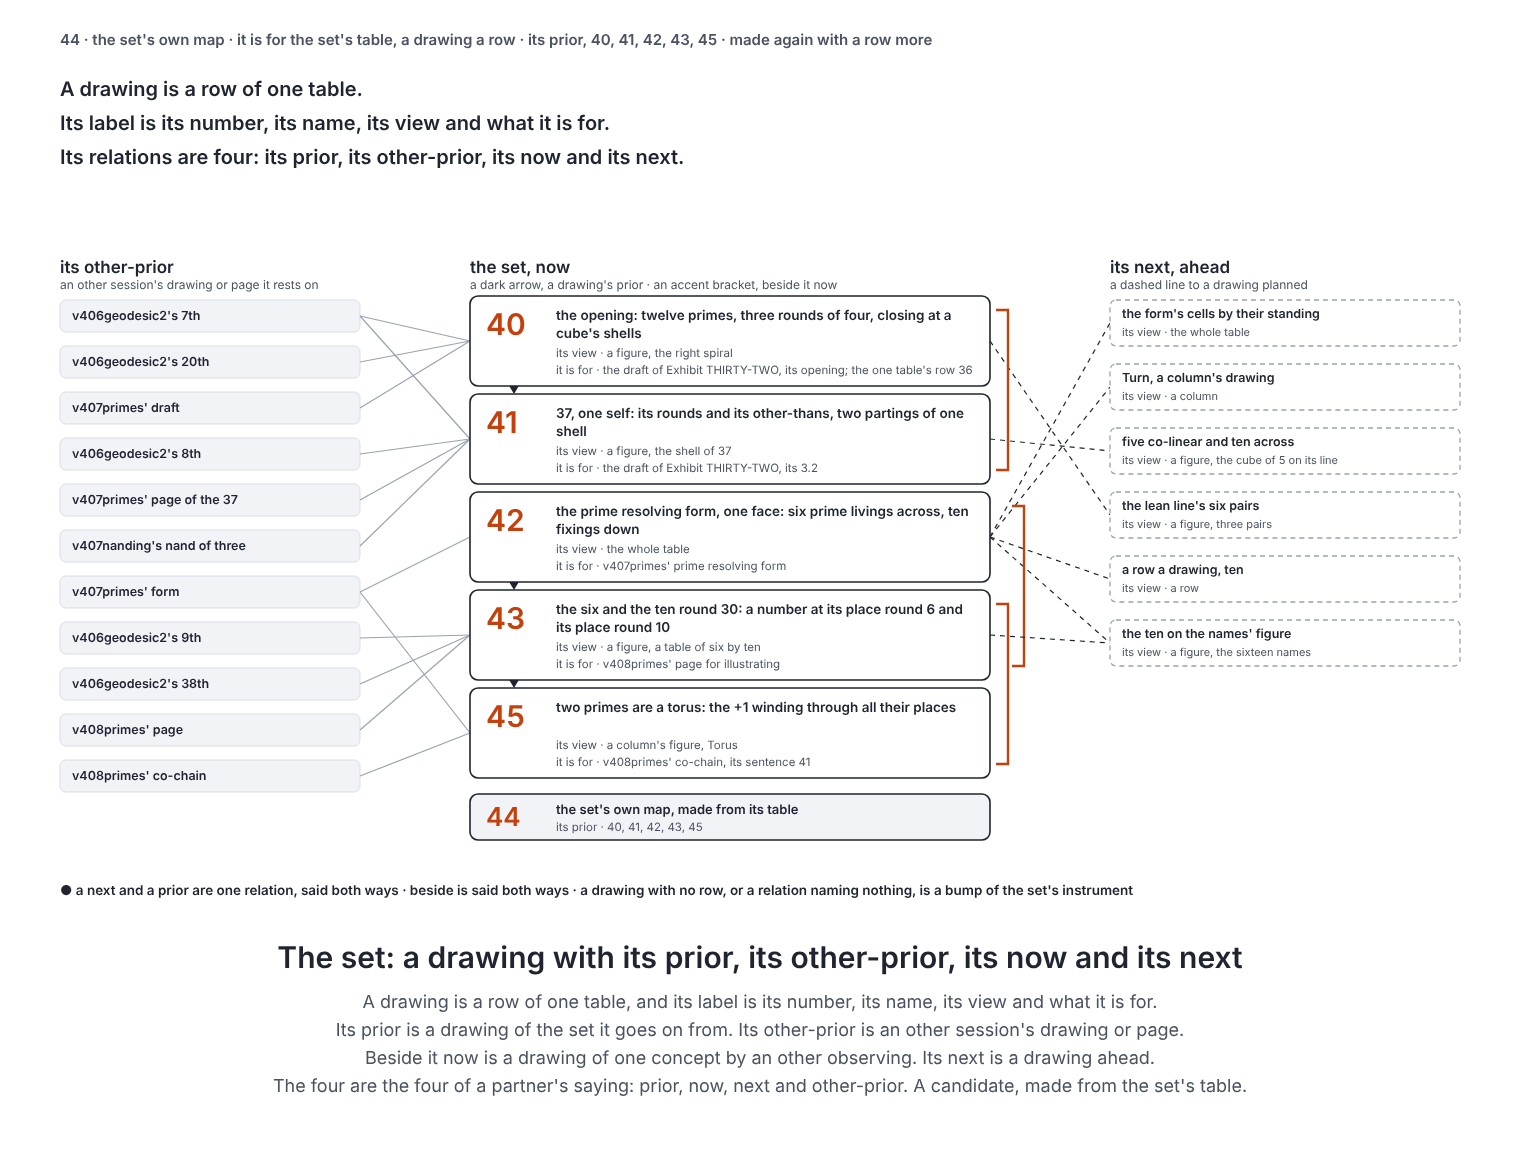 44 · the set's own map · it is for the set's table, a drawing a row · its prior, 40, 41, 42, 43, 45 · made again with a row more
A drawing is a row of one table.
Its label is its number, its name, its view and what it is for.
Its relations are four: its prior, its other-prior, its now and its next.
its other-prior
an other session's drawing or page it rests on
v406geodesic2's 7th
v406geodesic2's 20th
v407primes' draft
v406geodesic2's 8th
v407primes' page of the 37
v407nanding's nand of three
v407primes' form
v406geodesic2's 9th
v406geodesic2's 38th
v408primes' page
v408primes' co-chain
the set, now
a dark arrow, a drawing's prior · an accent bracket, beside it now
40
the opening: twelve primes, three rounds of four, closing at a
cube's shells
its view · a figure, the right spiral
it is for · the draft of Exhibit THIRTY-TWO, its opening; the one table's row 36
41
37, one self: its rounds and its other-thans, two partings of one
shell
its view · a figure, the shell of 37
it is for · the draft of Exhibit THIRTY-TWO, its 3.2
42
the prime resolving form, one face: six prime livings across, ten
fixings down
its view · the whole table
it is for · v407primes' prime resolving form
43
the six and the ten round 30: a number at its place round 6 and
its place round 10
its view · a figure, a table of six by ten
it is for · v408primes' page for illustrating
45
two primes are a torus: the +1 winding through all their places
its view · a column's figure, Torus
it is for · v408primes' co-chain, its sentence 41
44
the set's own map, made from its table
its prior · 40, 41, 42, 43, 45
its next, ahead
a dashed line to a drawing planned
the form's cells by their standing
its view · the whole table
Turn, a column's drawing
its view · a column
five co-linear and ten across
its view · a figure, the cube of 5 on its line
the lean line's six pairs
its view · a figure, three pairs
a row a drawing, ten
its view · a row
the ten on the names' figure
its view · a figure, the sixteen names
● a next and a prior are one relation, said both ways · beside is said both ways · a drawing with no row, or a relation naming nothing, is a bump of the set's instrument
The set: a drawing with its prior, its other-prior, its now and its next
A drawing is a row of one table, and its label is its number, its name, its view and what it is for.
Its prior is a drawing of the set it goes on from. Its other-prior is an other session's drawing or page.
Beside it now is a drawing of one concept by an other observing. Its next is a drawing ahead.
The four are the four of a partner's saying: prior, now, next and other-prior. A candidate, made from the set's table.